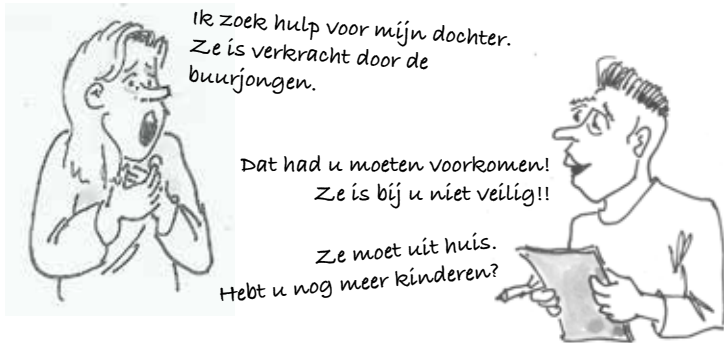 Ik zoek hulp voor mijn dochter.
Ze is verkracht door de
buurjongen.
Dat had u moeten voorkomen!
Ze is bij u niet veilig!!
Ze moet uit huis.
Hebt u nog meer kinderen?